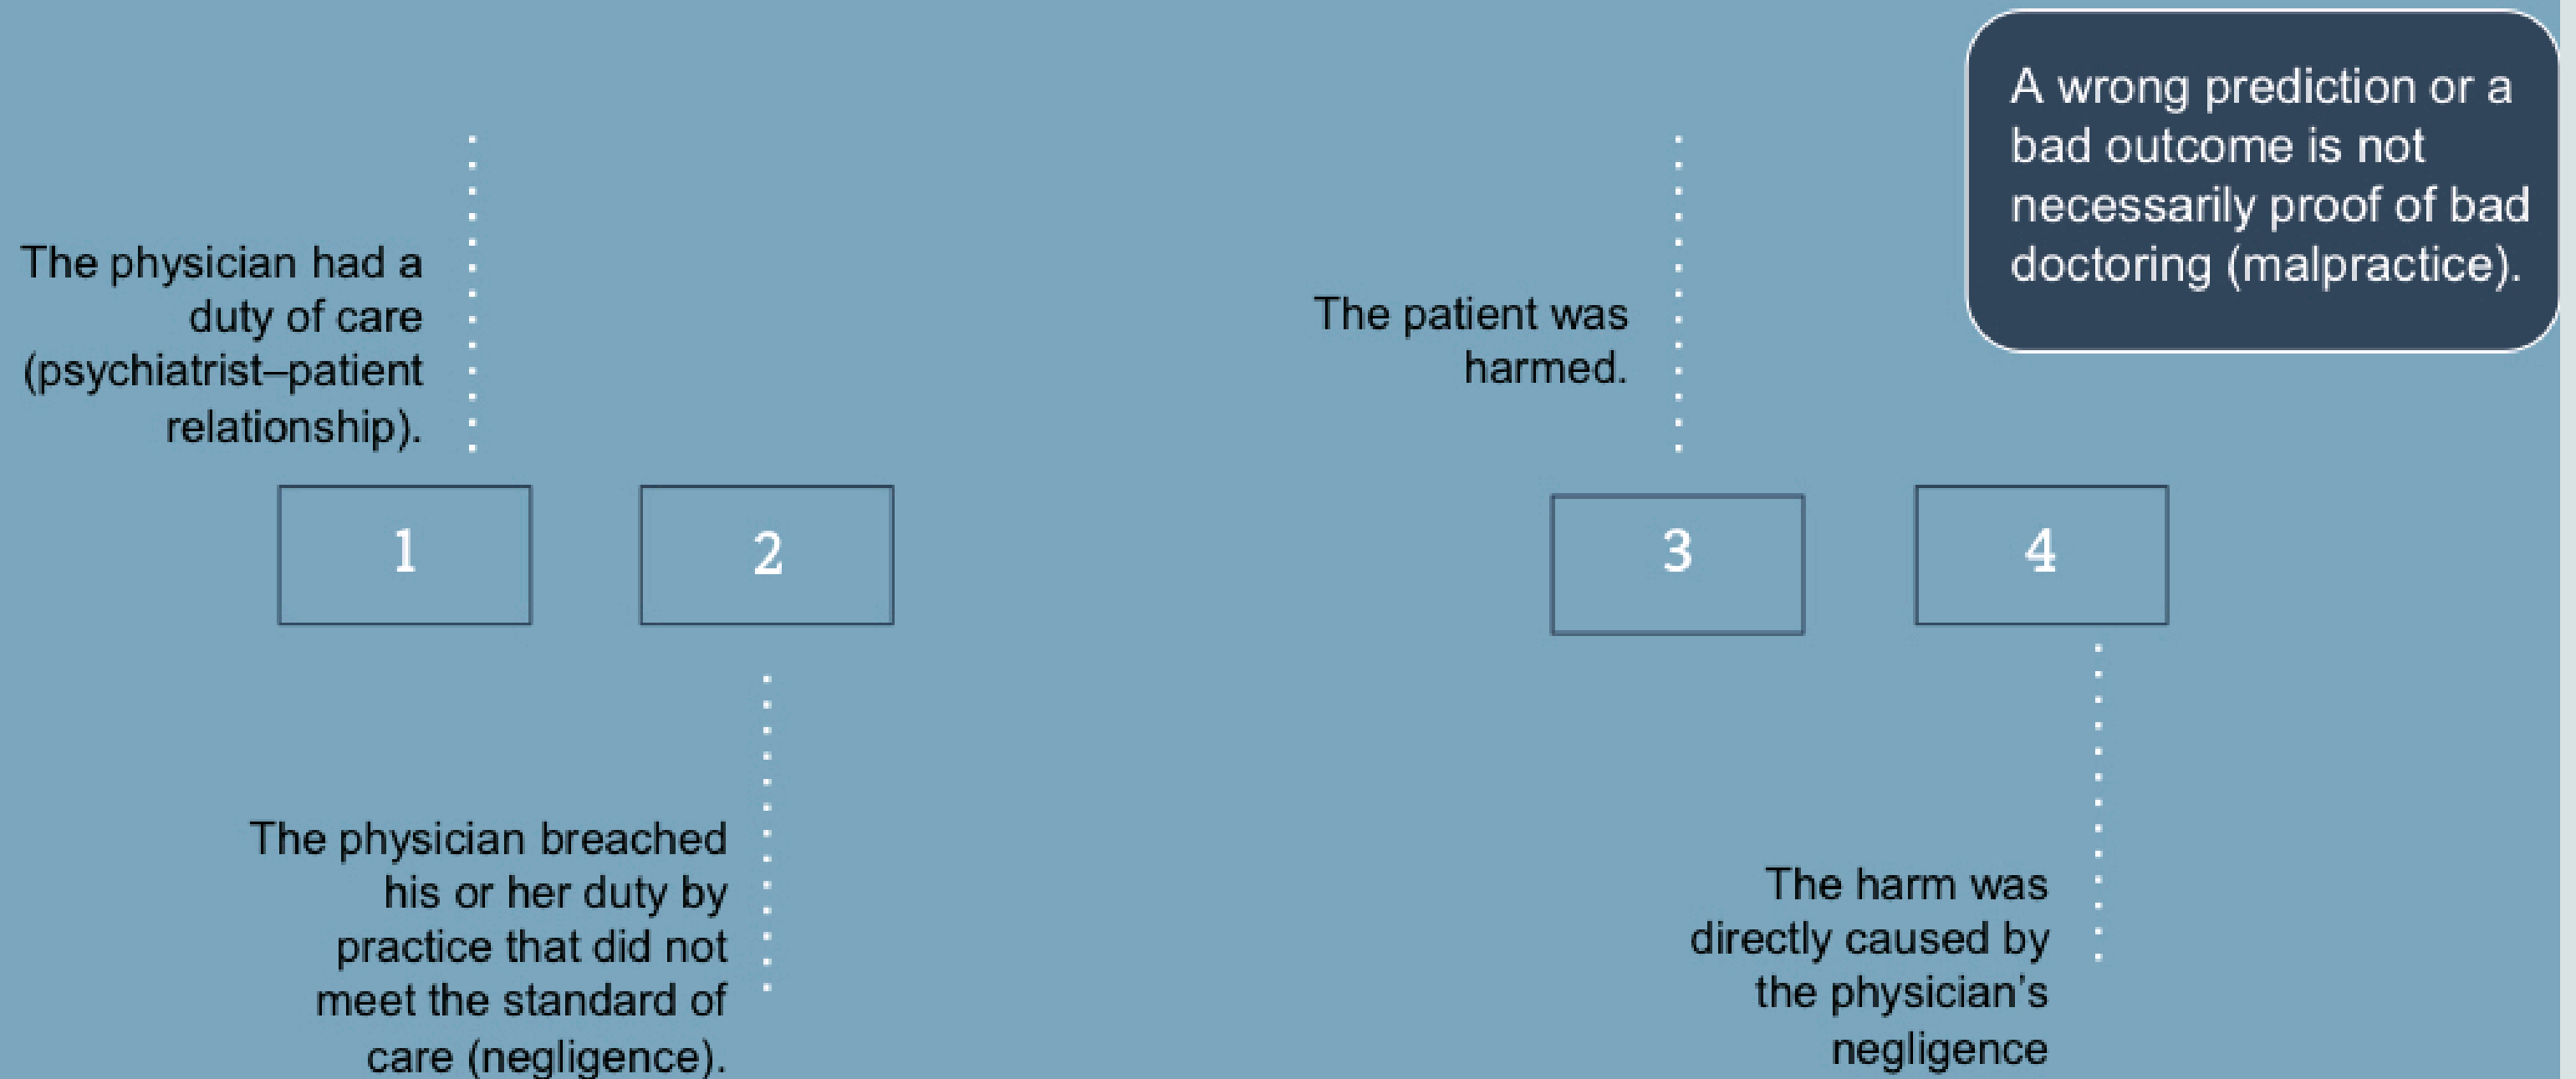 The physician had a
duty of care
(psychiatrist–patient
relationship).
1
2
The physician breached
his or her duty by
practice that did not
meet the standard of
care (negligence).
The patient was
harmed.
3
4
The harm was
directly caused by
the physician’s
negligence
A wrong prediction or a
bad outcome is not
necessarily proof of bad
doctoring (malpractice).